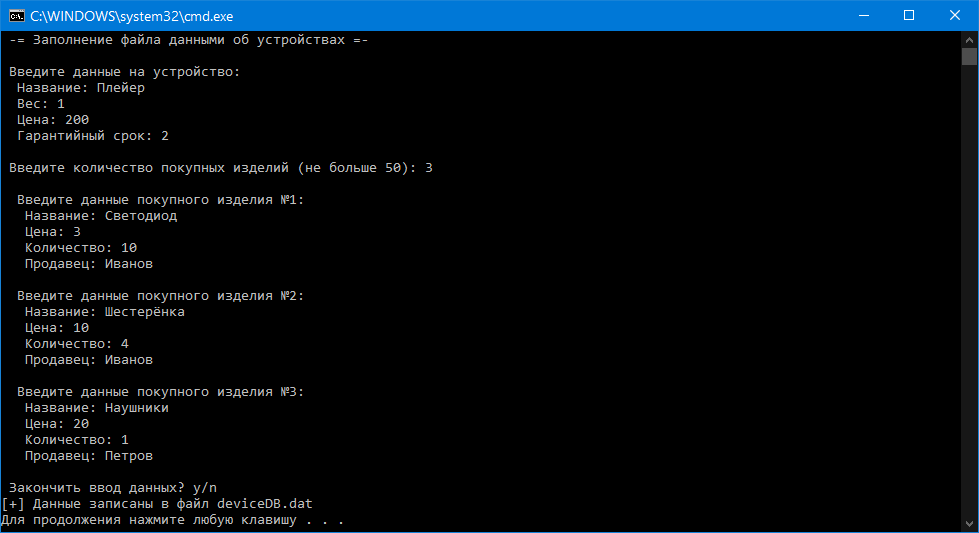 C:\WINDOWS\system32\cmd.exe
-= Заполнение файла данными об устройствах =-
Введите данные на устройство:
Название: Плейер
Вес: 1
Цена: 200
Гарантийный срок: 2
Введите количество покупных изделий (не больше 50): 3
Введите данные покупного изделия №1:
Название: Светодиод
Цена: 3
Количество: 10
Продавец: Иванов
Введите данные покупного изделия №2:
Название: Шестерёнка
Цена: 10
Количество: 4
Продавец: Иванов
Введите данные покупного изделия №3:
Название: Наушники
Цена: 20
Количество: 1
Продавец: Петров
Закончить ввод данных? y/n
[+] Данные записаны в файл deviceDB.dat
Для продолжения нажмите любую клавишу . . .